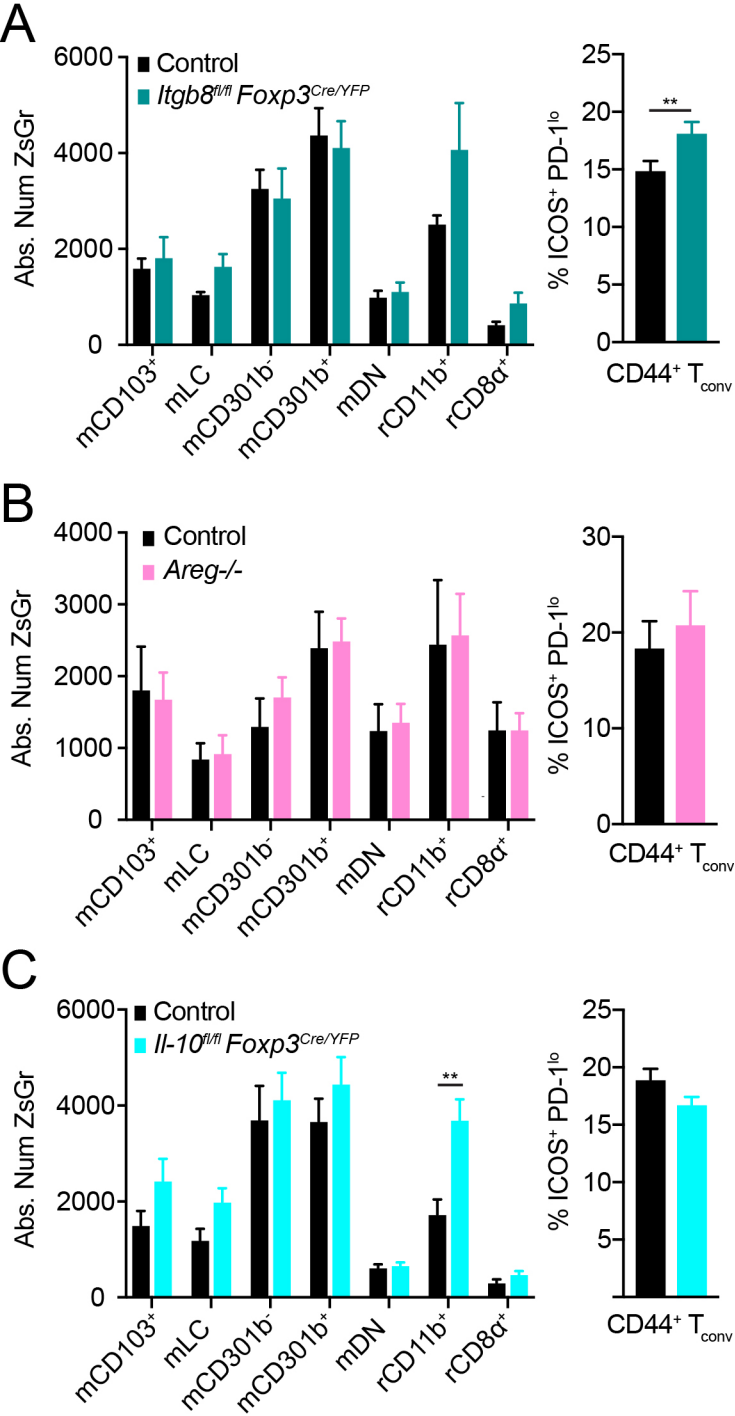 A
Control
Itgb8fl/fl Foxp3Cre/YFP
Abs. Num ZsGr
6000
4000
2000
0
mCD103+
mLC
mCD301b-
mCD301b+
mDN
rCD11b+
rCD8α+
% ICOS+ PD-1lo
25
20
15
10
5
0
**
CD44+ Tconv
B
Control
Areg-/-
Abs. Num ZsGr
4000
3000
2000
1000
0
mCD103+
mLC
mCD301b-
mCD301b+
mDN
rCD11b+
rCD8α+
% ICOS+ PD-1lo
30
20
10
0
CD44+ Tconv
C
Control
Il-10fl/fl Foxp3Cre/YFP
Abs. Num ZsGr
6000
4000
2000
0
**
mCD103+
mLC
mCD301b-
mCD301b+
mDN
rCD11b+
rCD8α+
% ICOS+ PD-1lo
25
20
15
10
5
CD44+ Tconv